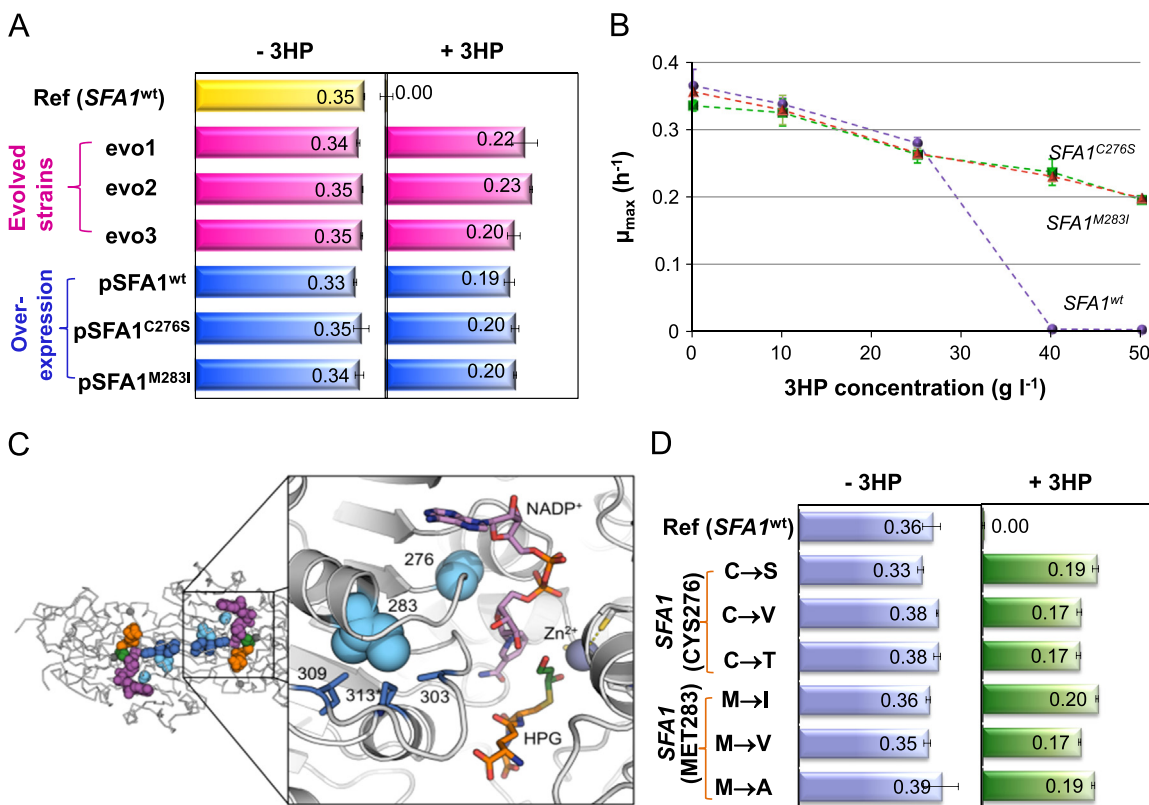 A
- 3HP
+ 3HP
Ref (SFA1wt)
0.35
0.00
Evolved strains
evo1
0.34
0.22
evo2
0.35
0.23
evo3
0.35
0.20
Over-expression
pSFA1wt
0.33
0.19
pSFA1C276S
0.35
0.20
pSFA1M283I
0.34
0.20
B
0.4
0.3
0.2
0.1
0
µmax (h-1)
SFA1C276S
SFA1M283I
SFA1wt
0
10
20
30
40
50
3HP concentration (g l-1)
C
NADP+
276
283
Zn2+
309
313*
303
HPG
D
- 3HP
+ 3HP
Ref (SFA1wt)
0.36
0.00
SFA1 (CYS276)
C→S
0.33
0.19
C→V
0.38
0.17
C→T
0.38
0.17
SFA1 (MET283)
M→I
0.36
0.20
M→V
0.35
0.17
M→A
0.39
0.19